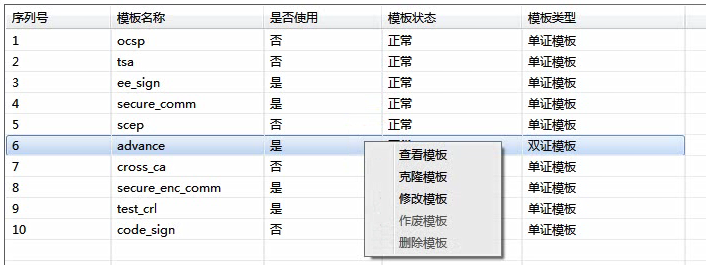 序列号 模板名称 是否使用 模板状态 模板类型
1 ocsp 否 正常 单证模板
2 tsa 否 正常 单证模板
3 ee_sign 是 正常 单证模板
4 secure_comm 是 正常 单证模板
5 scep 否 正常 单证模板
6 advance 是 双证模板
查看模板
7 cross_ca 否 单证模板
克隆模板
8 secure_enc_comm 是 单证模板
修改模板
9 test_crl 是 单证模板
作废模板
10 code_sign 否 单证模板
删除模板